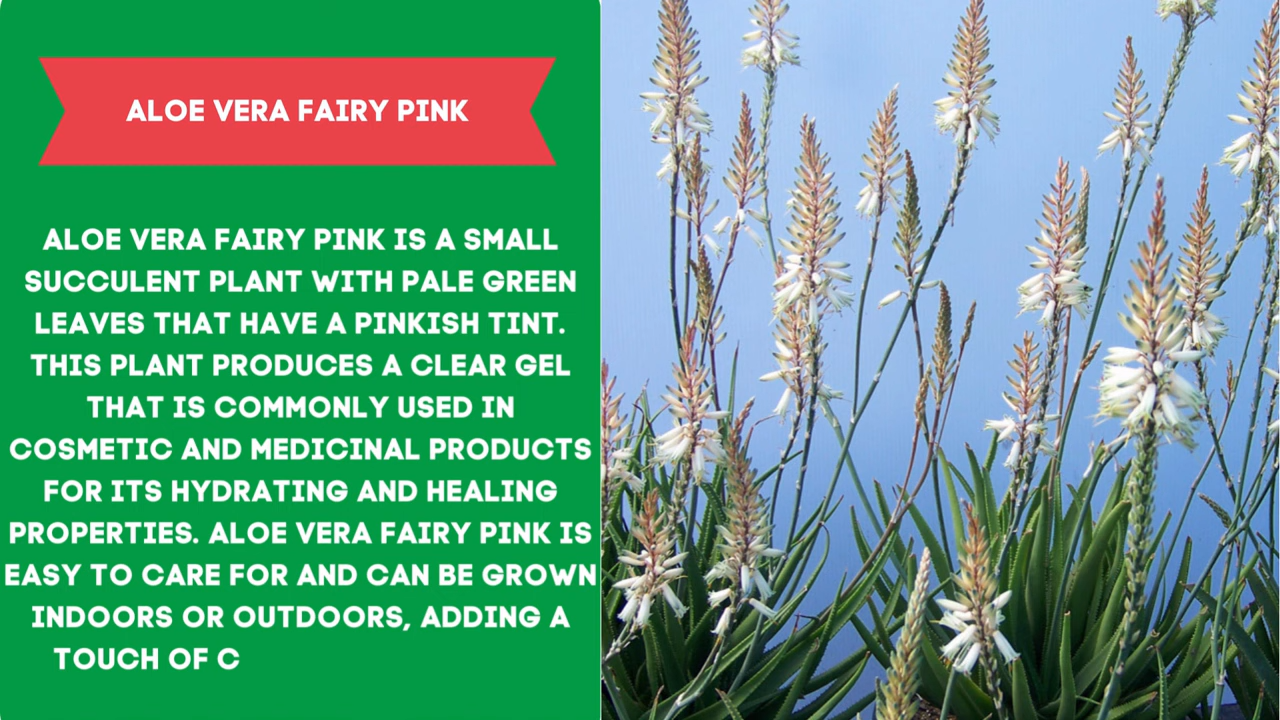 ALOE VERA FAIRY PINK
ALOE VERA FAIRY PINK IS A SMALL
SUCCULENT PLANT WITH PALE GREEN
LEAVES THAT HAVE A PINKISH TINT.
THIS PLANT PRODUCES A CLEAR GEL
THAT IS COMMONLY USED IN
COSMETIC AND MEDICINAL PRODUCTS
FOR ITS HYDRATING AND HEALING
PROPERTIES. ALOE VERA FAIRY PINK IS
EASY TO CARE FOR AND CAN BE GROWN
INDOORS OR OUTDOORS, ADDING A
TOUCH OF C